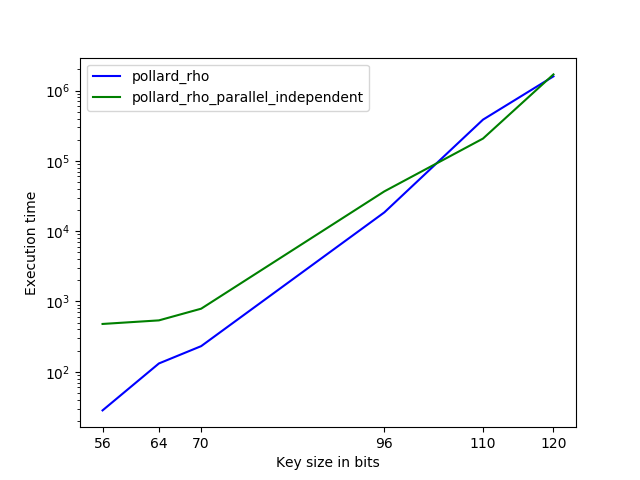 pollard_rho
pollard_rho_parallel_independent
Execution time
10^6
10^5
10^4
10^3
10^2
56 64 70 96 110 120
Key size in bits